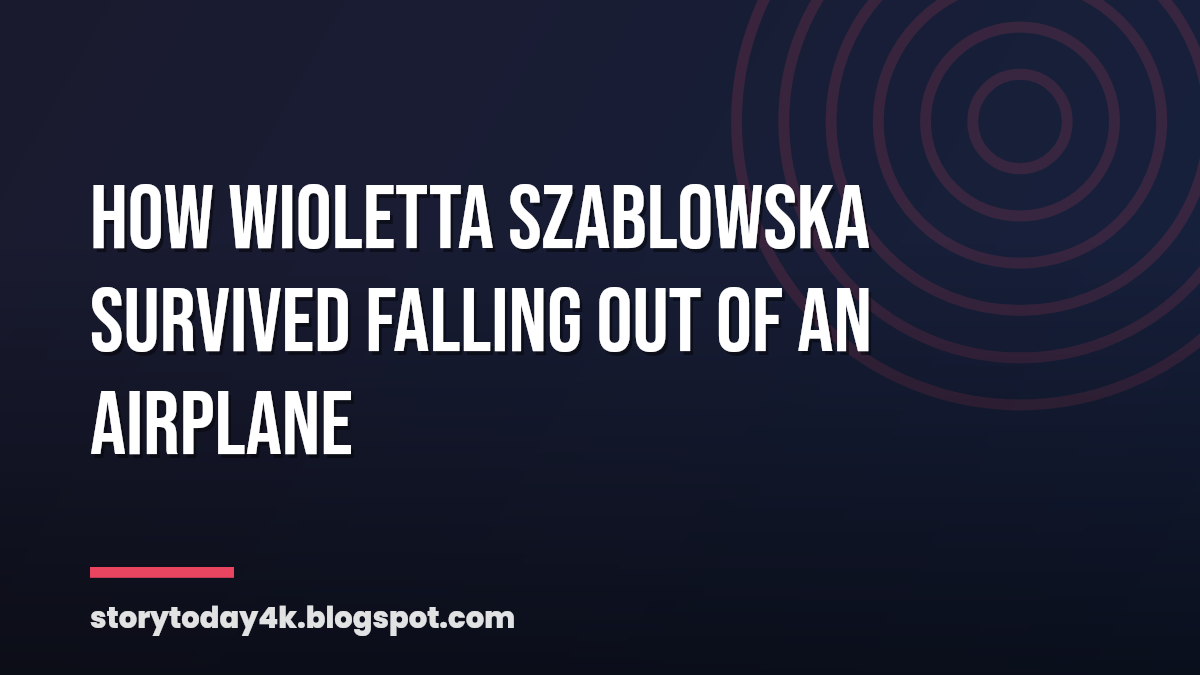 HOW WIOLETTA SZABLOWSKA
SURVIVED FALLING OUT OF AN
AIRPLANE
storytoday4k.blogspot.com